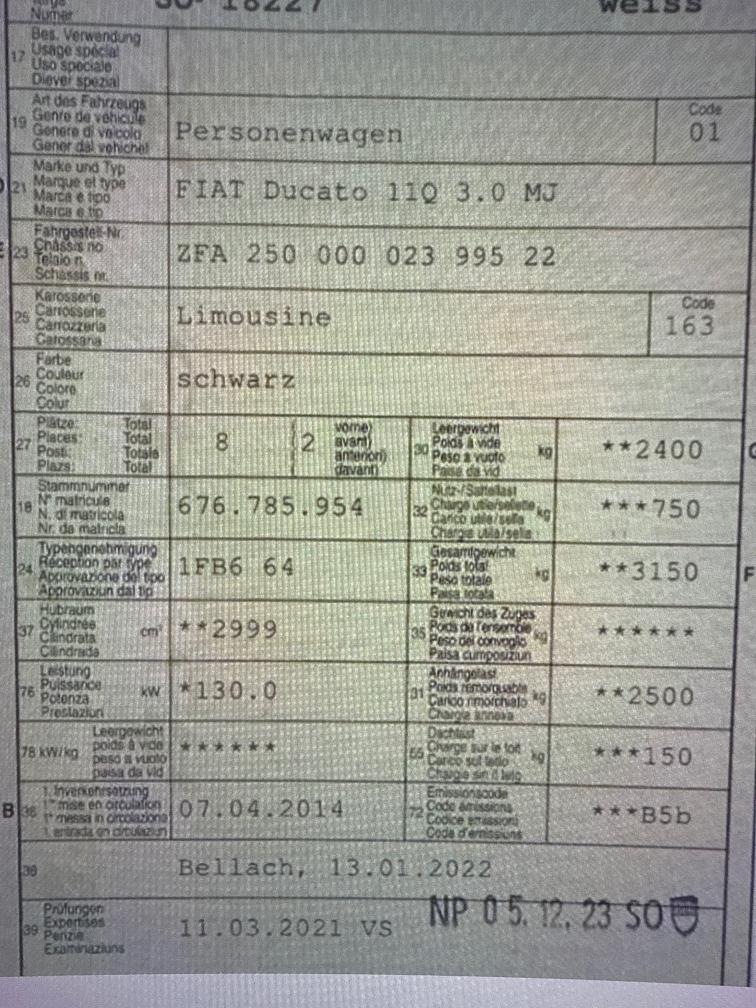 Numer
SO- 18227 weiss
17 Bes. Verwendung
Usage spécial
Uso speciale
Diever spezial
19 Art des Fahrzeugs
Genre de véhicule
Genere di veicolo
Gener dal vehichel
Personenwagen
Code
01
21 Marke und Typ
Marque et type
Marca e tipo
Marca e tip
FIAT Ducato 11Q 3.0 MJ
23 Fahrgestell-Nr.
Châssis no
Telaio n.
Schassis nr.
ZFA 250 000 023 995 22
25 Karosserie
Carrosserie
Carrozzeria
Carossaria
Limousine
Code
163
26 Farbe
Couleur
Colore
Colur
schwarz
27 Plätze: Total
Places: Total
Posti: Totale
Plazs: Total
8
2
vorne)
avant)
anteriori)
davant)
30 Leergewicht
Poids à vide
Peso a vuoto
Paisa da vid
kg
**2400
18 Stammnummer
N° matricule
N. di matricola
Nr. da matricla
676.785.954
32 Nutz-/Sattellast
Charge utile/sellette
Carico utile/sella
Chargia utila/sella
kg
***750
24 Typengenehmigung
Réception par type
Approvazione del tipo
Approvaziun dal tip
1FB6 64
33 Gesamtgewicht
Poids total
Peso totale
Paisa totala
kg
**3150
F
37 Hubraum
Cylindrée
Cilindrata
Cilindrada
cm³
**2999
35 Gewicht des Zuges
Poids de l'ensemble
Peso del convoglio
Paisa cumposiziun
kg
******
76 Leistung
Puissance
Potenza
Prestaziun
kW
*130.0
31 Anhängelast
Poids remorquable
Carico rimorchiato
Chargia annexa
kg
**2500
78 kW/kg
Leergewicht
poids à vide
peso a vuoto
paisa da vid
******
55 Dachlast
Charge sur le toit
Carico sul tetto
Chargia sin il tetg
kg
***150
B 36 1. Inverkehrsetzung
1re mise en circulation
1a messa in circolazione
1. entrada en circulaziun
07.04.2014
72 Emissionscode
Code émissions
Codice emissioni
Code d'emissiuns
***B5b
38 Bellach, 13.01.2022
39 Prüfungen
Expertises
Perizie
Examinaziuns
11.03.2021 VS
NP 05.12.23 SO